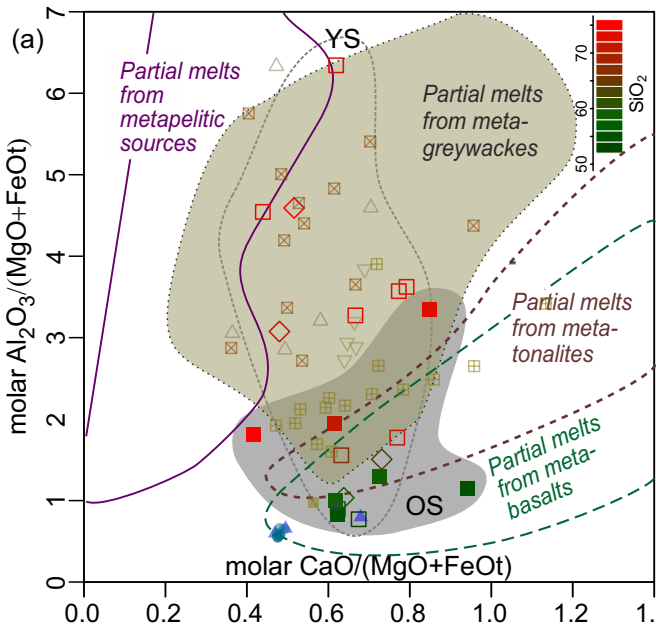 (a)
YS
Partial melts
from
metapelitic
sources
Partial melts
from meta-
greywackes
70
60
50
SiO₂
Partial melts
from meta-
tonalites
Partial melts
from meta-
basalts
OS
molar CaO/(MgO+FeOt)
molar Al₂O₃/(MgO+FeOt)
6
5
4
3
2
1
0
0.0 0.2 0.4 0.6 0.8 1.0 1.2 1.